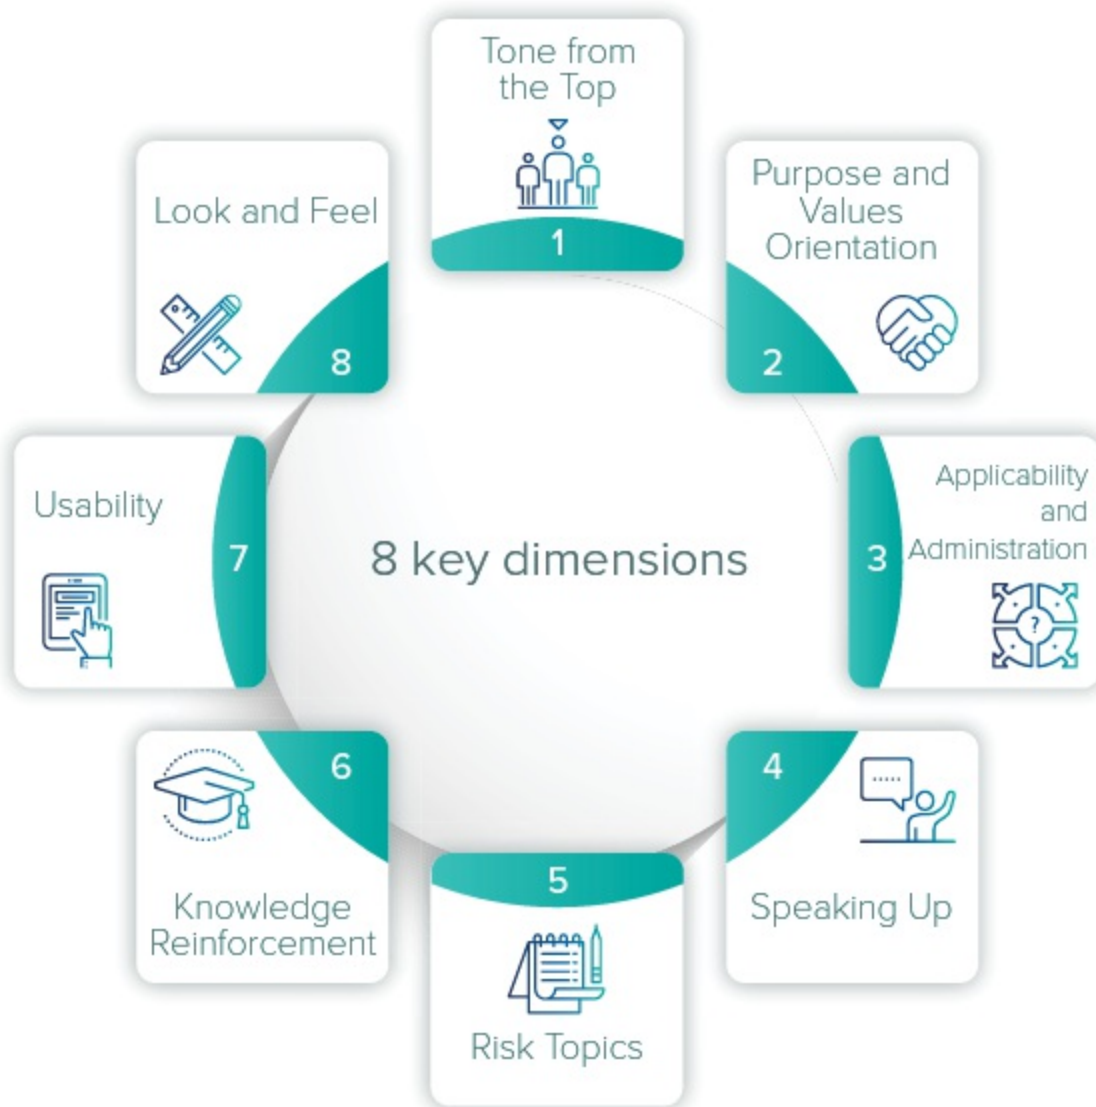 Tone from
the Top
1
Purpose and
Values
Orientation
2
Applicability
and
Administration
3
?
4
Speaking Up
5
Risk Topics
6
Knowledge
Reinforcement
Usability
7
Look and Feel
8
8 key dimensions